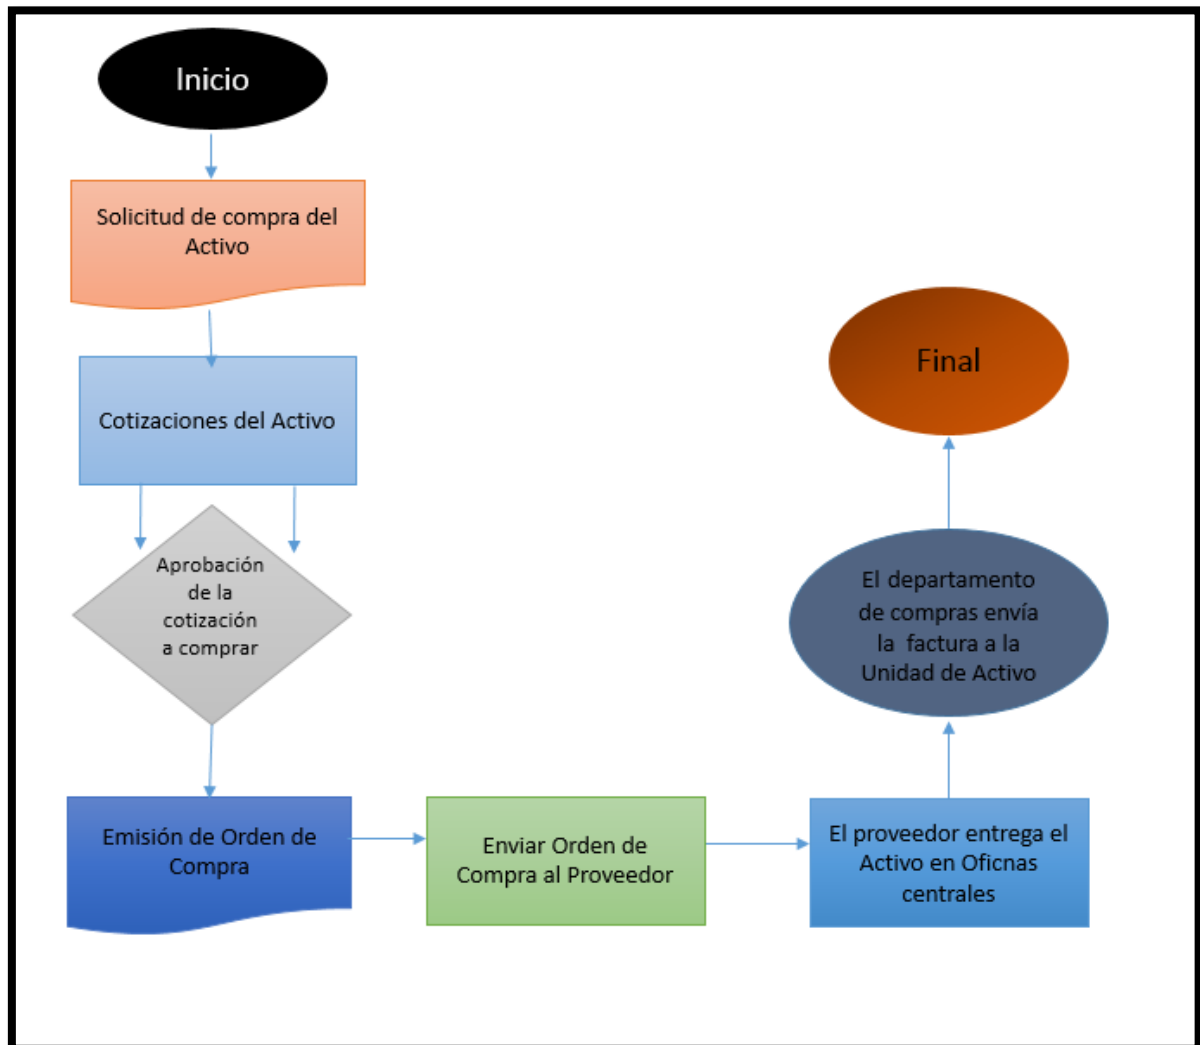 Inicio
Solicitud de compra del
Activo
Cotizaciones del Activo
Aprobación
de la
cotización
a comprar
Emisión de Orden de
Compra
Enviar Orden de
Compra al Proveedor
El proveedor entrega el
Activo en Oficnas
centrales
El departamento
de compras envía
la factura a la
Unidad de Activo
Final